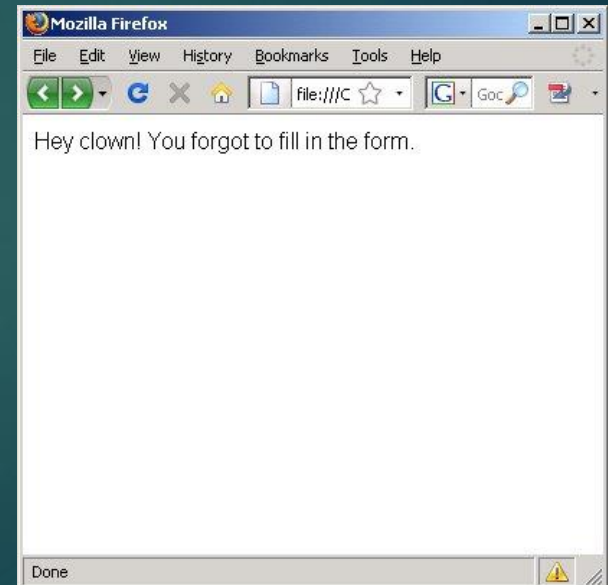 Mozilla Firefox
File Edit View History Bookmarks Tools Help
file:///C G Goo
Hey clown! You forgot to fill in the form.
Done